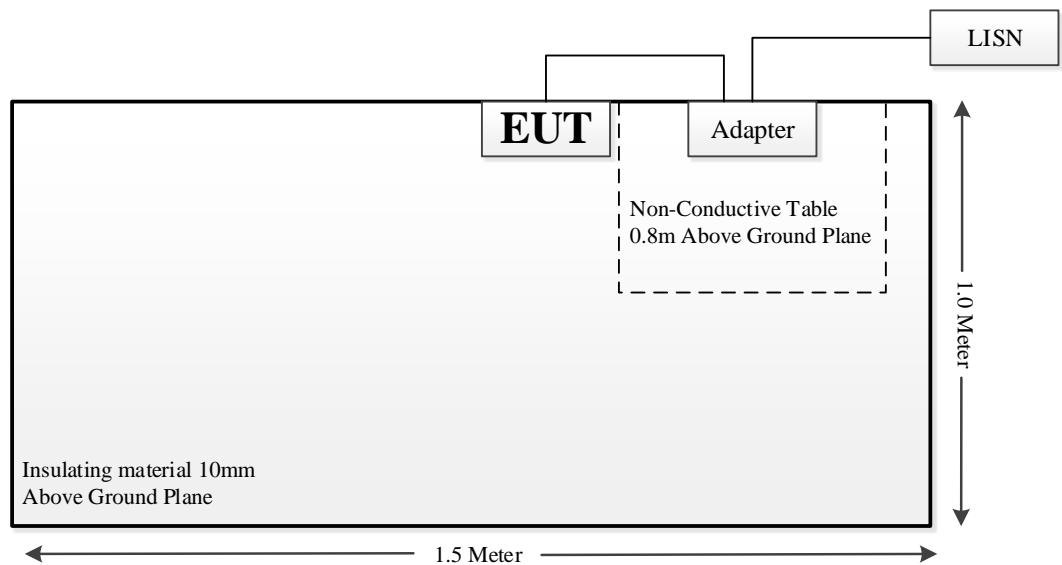 LISN
EUT
Adapter
Non-Conductive Table
0.8m Above Ground Plane
1.0 Meter
Insulating material 10mm
Above Ground Plane
1.5 Meter